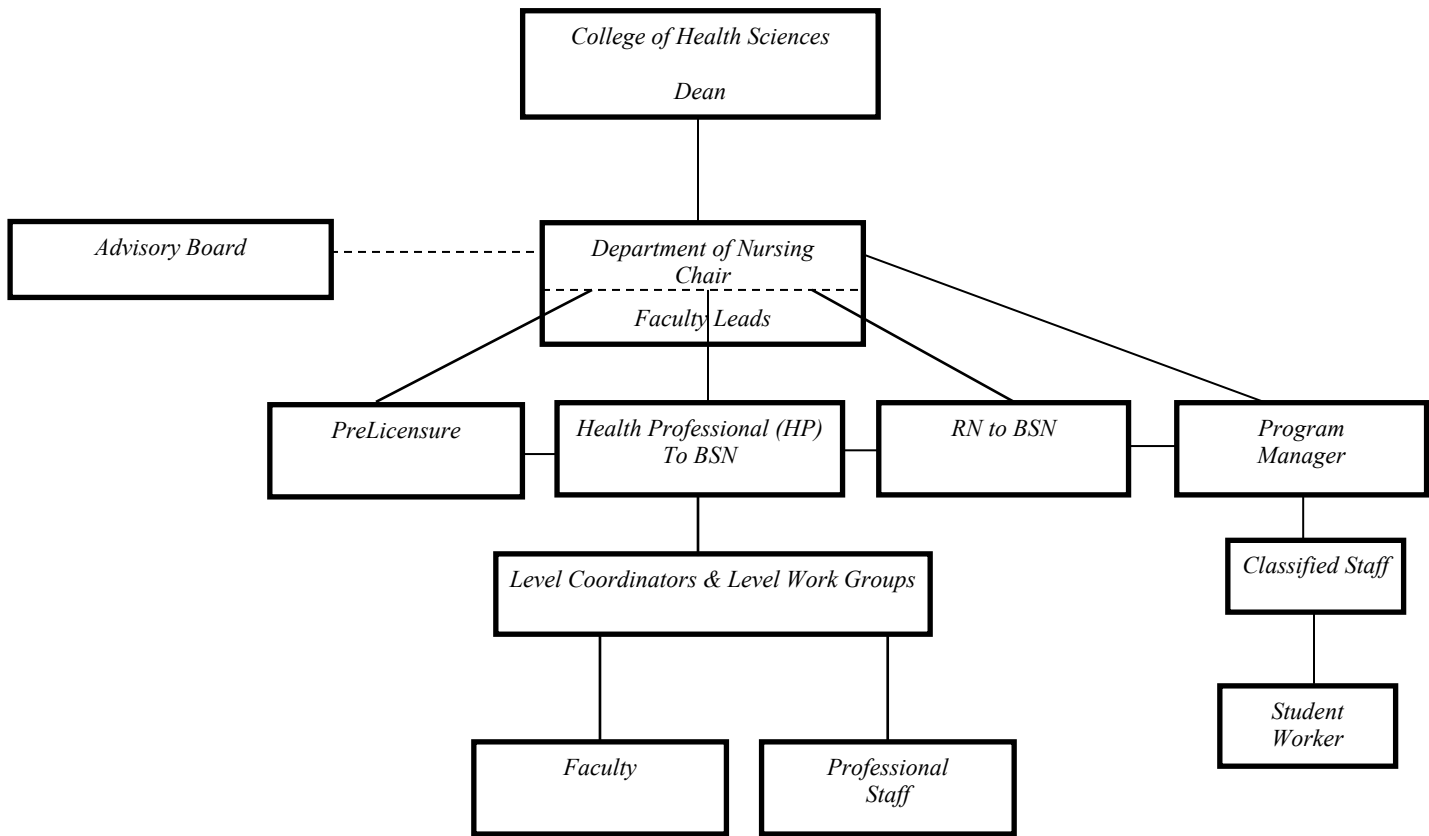 College of Health Sciences
Dean
Advisory Board
Department of Nursing
Chair
Faculty Leads
PreLicensure
Health Professional (HP)
To BSN
RN to BSN
Program
Manager
Level Coordinators & Level Work Groups
Classified Staff
Student
Worker
Faculty
Professional
Staff